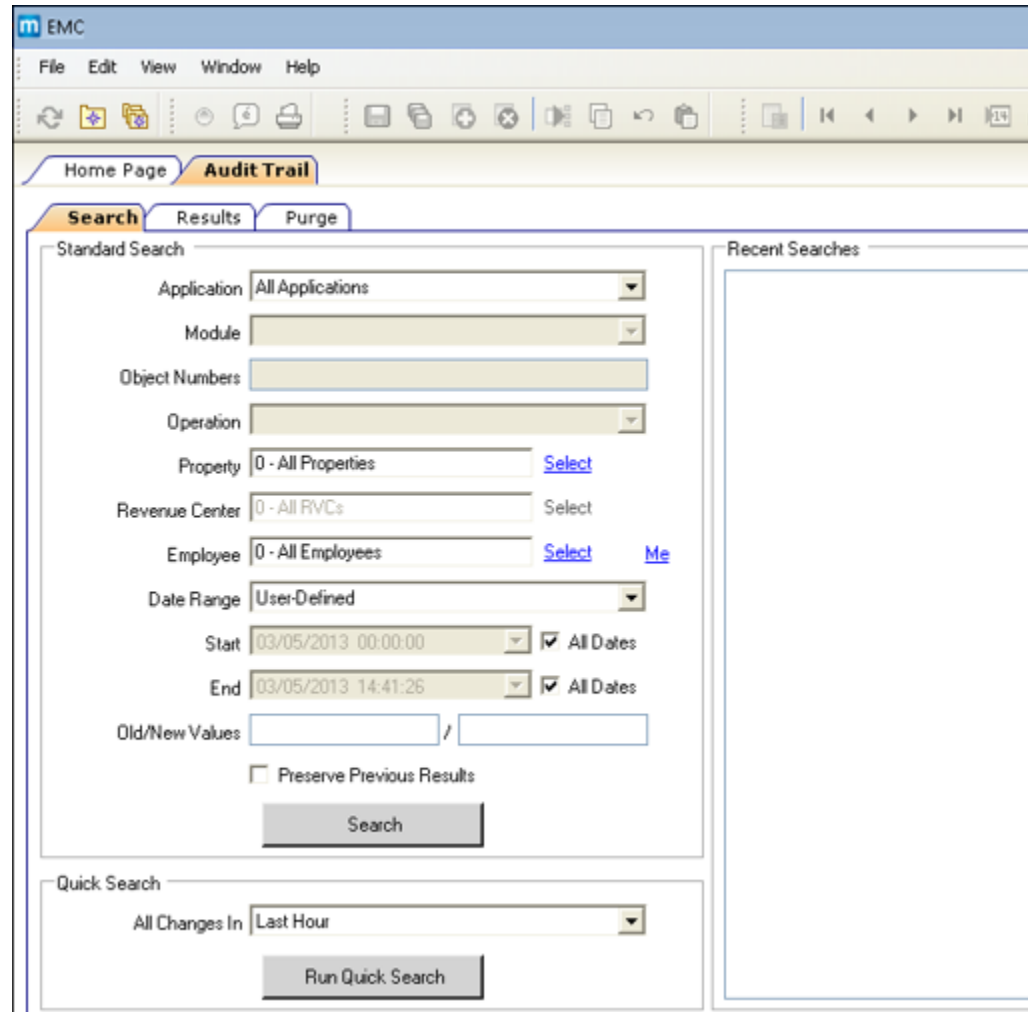 m EMC
File Edit View Window Help
14
Home Page Audit Trail
Search Results Purge
Standard Search
Application All Applications
Module
Object Numbers
Operation
Property 0 - All Properties Select
Revenue Center 0 - All RVCs Select
Employee 0 - All Employees Select Me
Date Range User-Defined
Start 03/05/2013 00:00:00 All Dates
End 03/05/2013 14:41:26 All Dates
Old/New Values /
Preserve Previous Results
Search
Quick Search
All Changes In Last Hour
Run Quick Search
Recent Searches